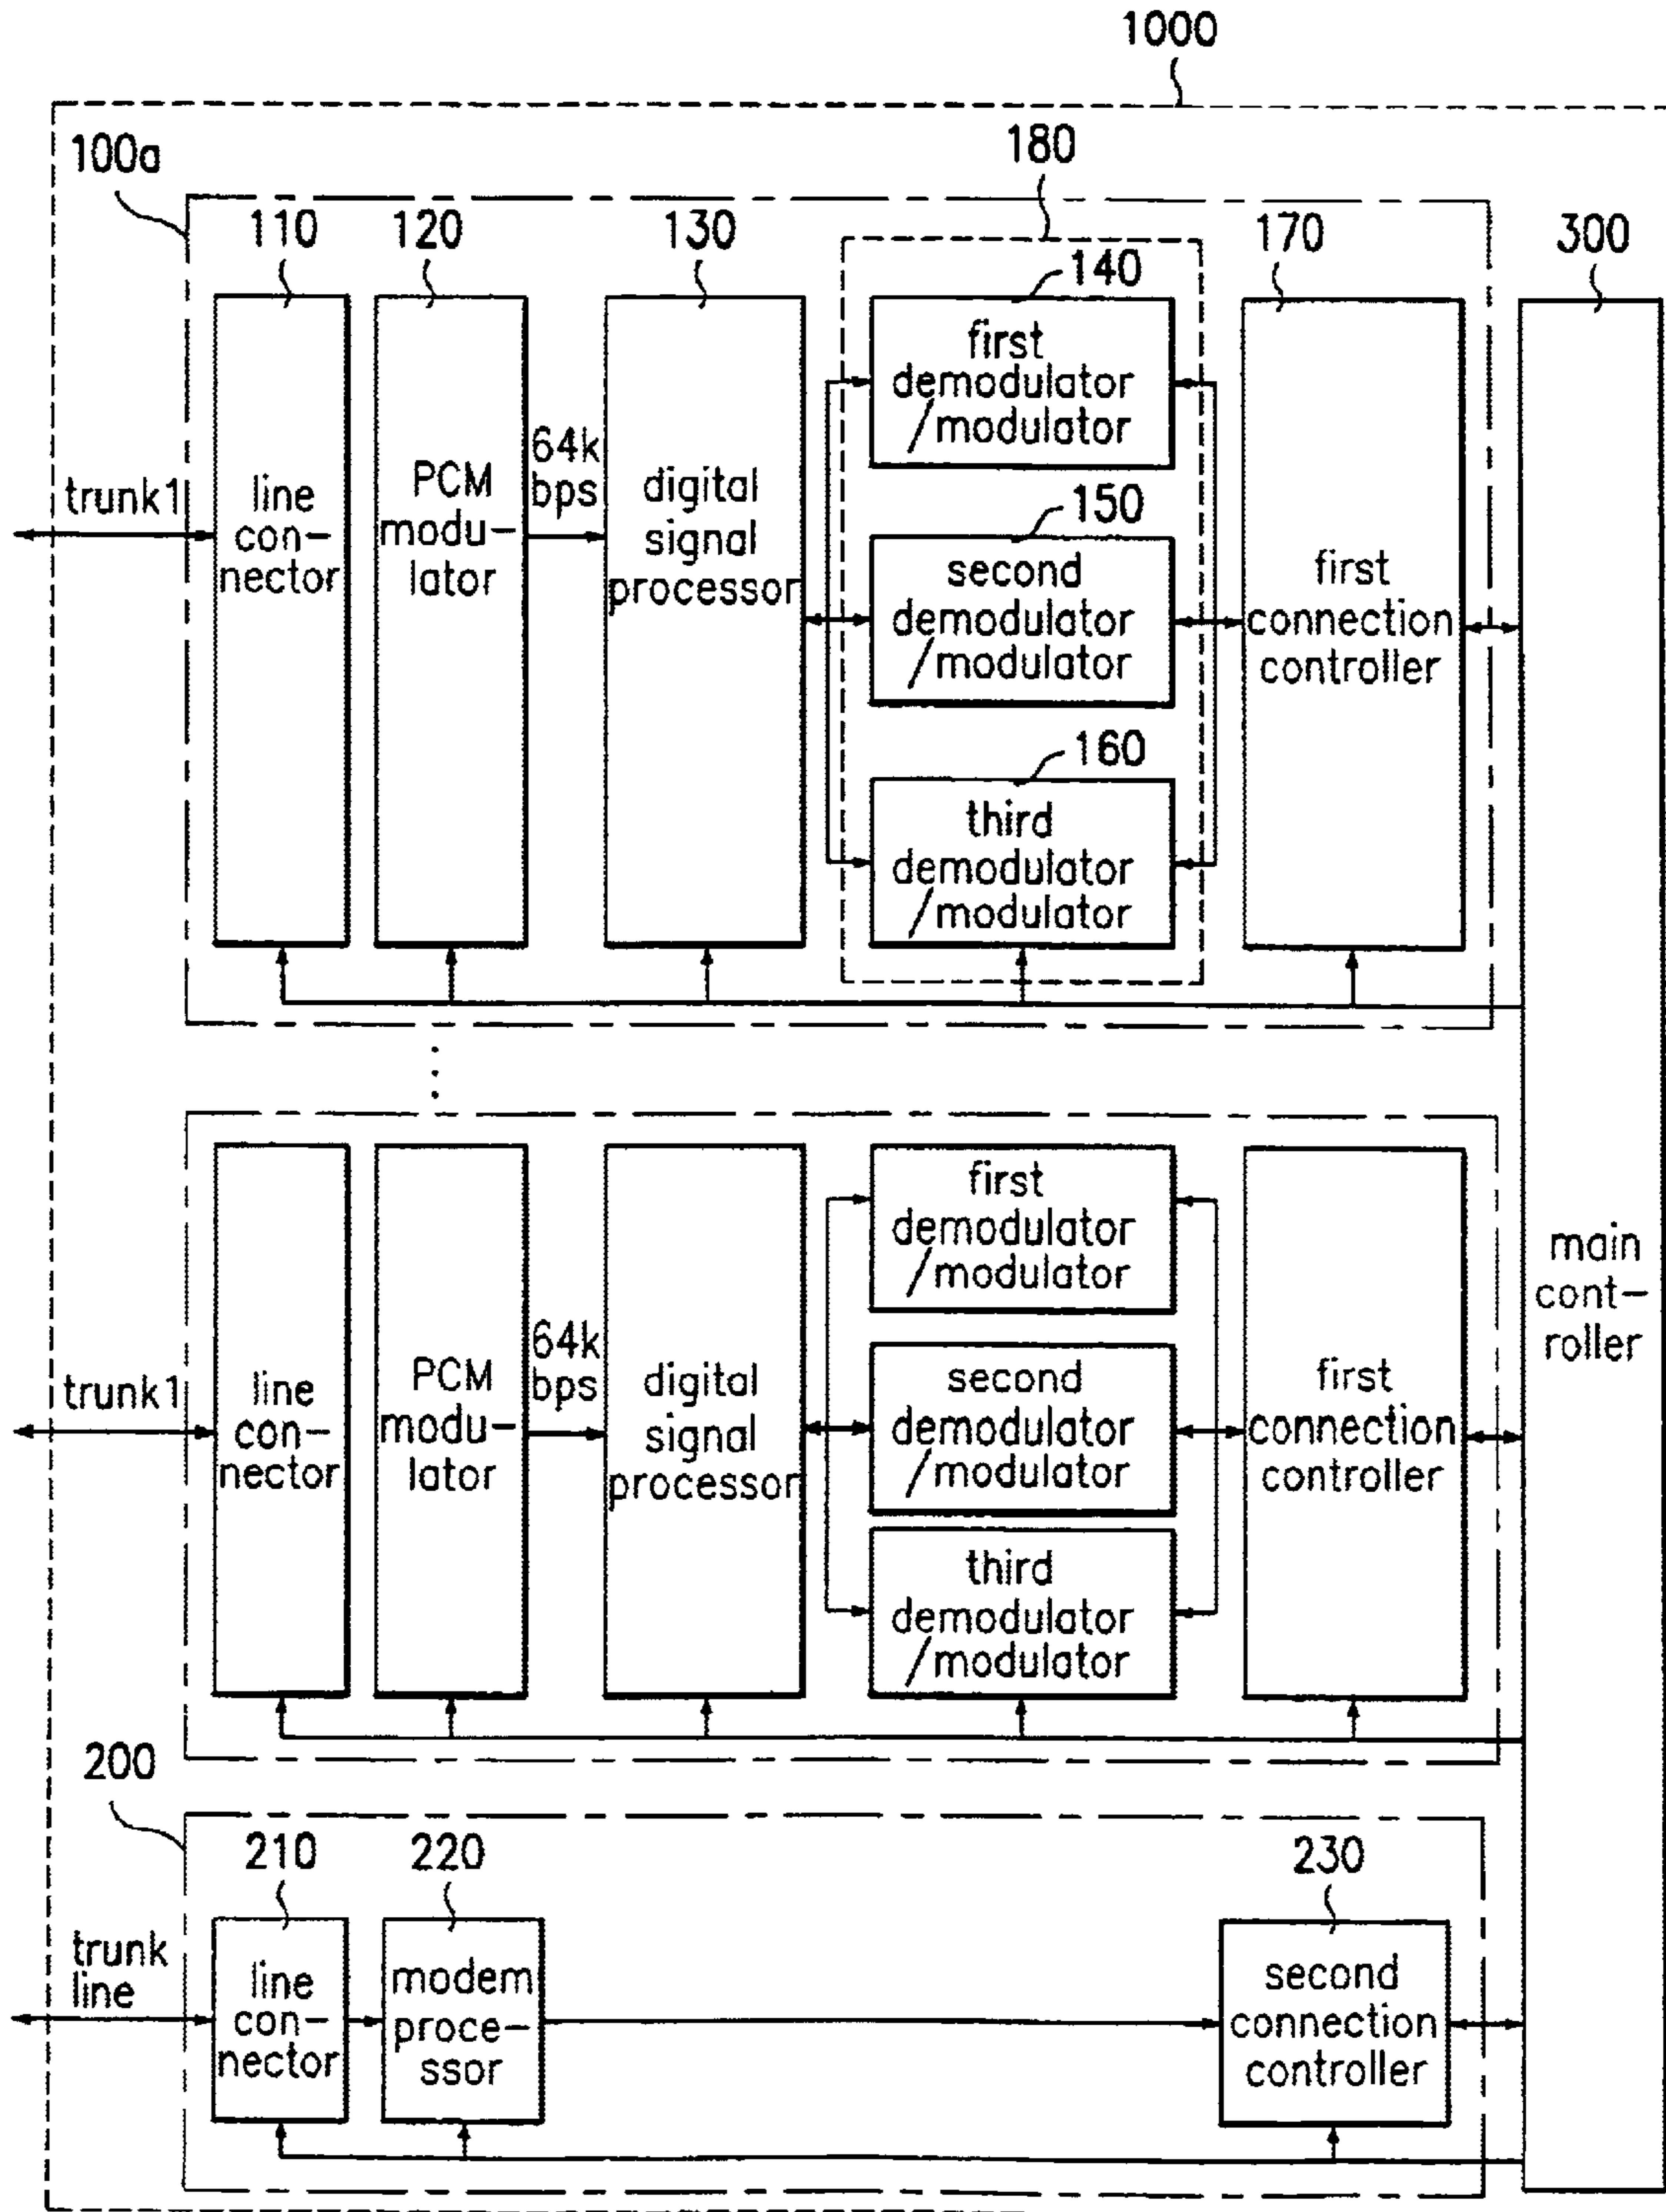 1000
100a
180
110
120
130
170
300
140
first
demodulator
/modulator
64k
bps
trunk1
line
con-
nector
PCM
modu-
lator
digital
signal
processor
150
second
demodulator
/modulator
first
connection
controller
160
third
demodulator
/modulator
first
demodulator
/modulator
main
cont-
roller
64k
bps
trunk1
line
con-
nector
PCM
modu-
lator
digital
signal
processor
second
demodulator
/modulator
first
connection
controller
third
demodulator
/modulator
200
210
220
230
trunk
line
line
con-
nector
modem
proce-
ssor
second
connection
controller